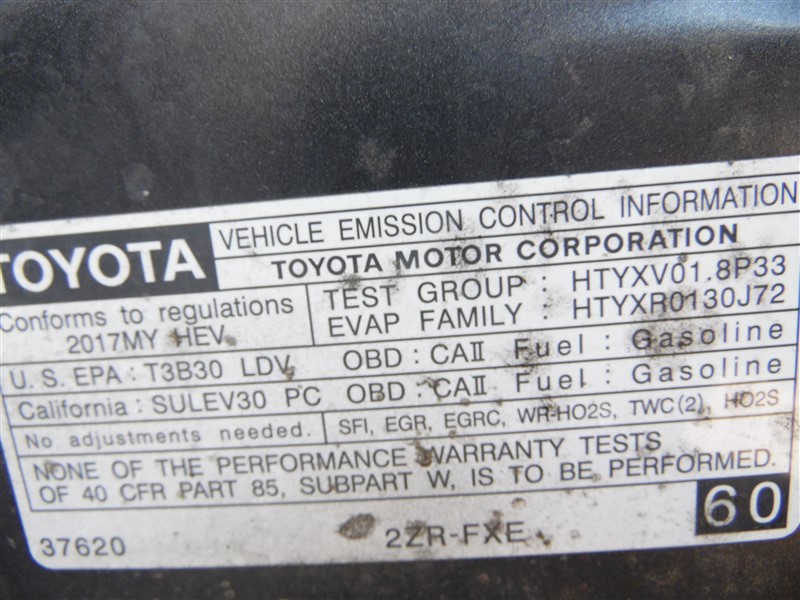 TOYOTA
VEHICLE EMISSION CONTROL INFORMATION
TOYOTA MOTOR CORPORATION
Conforms to regulations
2017MY HEV.
TEST GROUP : HTYXV01.8P33
EVAP FAMILY : HTYXR0130J72
U.S. EPA : T3B30 LDV OBD : CAII Fuel : Gasoline
California : SULEV30 PC OBD : CAII Fuel : Gasoline
No adjustments needed. SFI, EGR, EGRC, WR-HO2S, TWC(2), HO2S
NONE OF THE PERFORMANCE WARRANTY TESTS
OF 40 CFR PART 85, SUBPART W, IS TO BE PERFORMED.
37620 2ZR-FXE 60